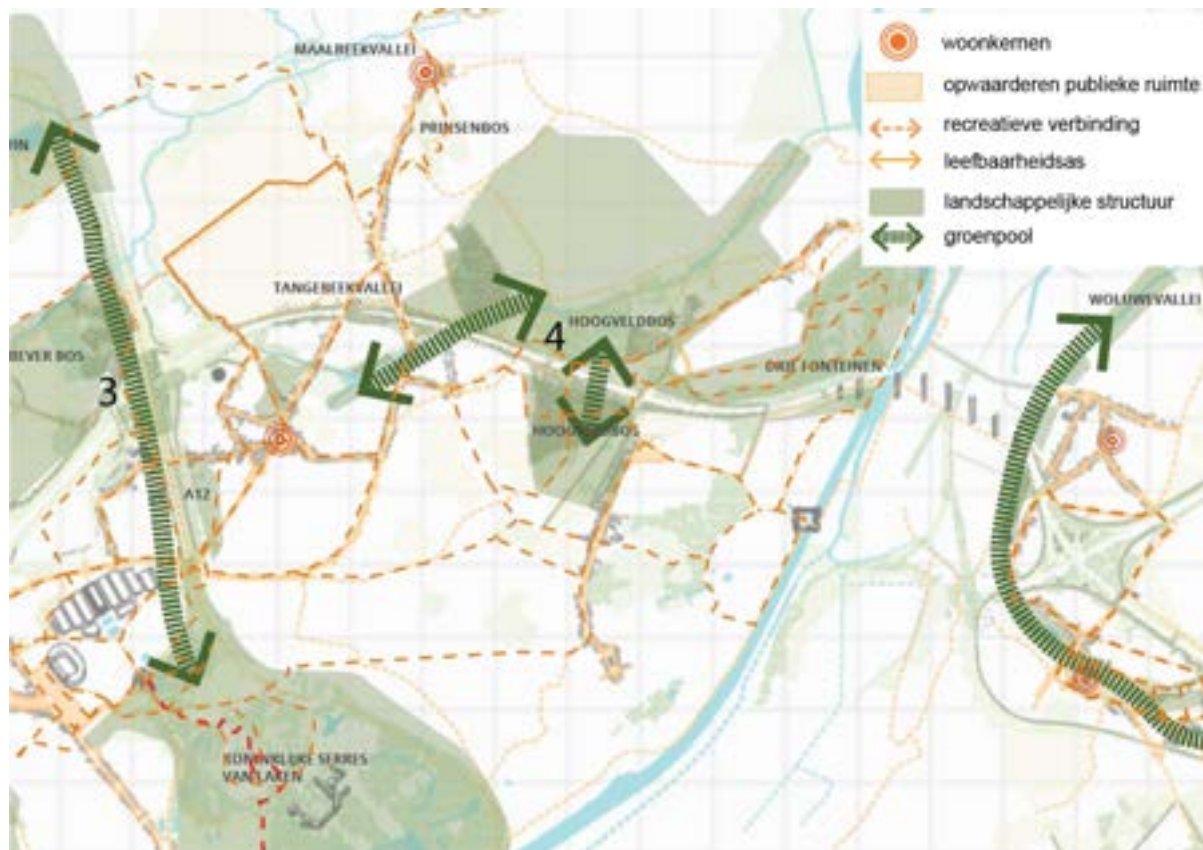 MAALBEEKVALLEI
PRINSENBOS
TANGEBEEKVALLEI
4
HOOGVELDBOS
WOLUWEVALLEI
BEVER BOS
3
DRIE FONTEINEN
A12
KONINKLIJKE SERRES
VAN LAKEN
woonkernen
opwaarderen publieke ruimte
recreatieve verbinding
leefbaarheidsas
landschappelijke structuur
groenpool